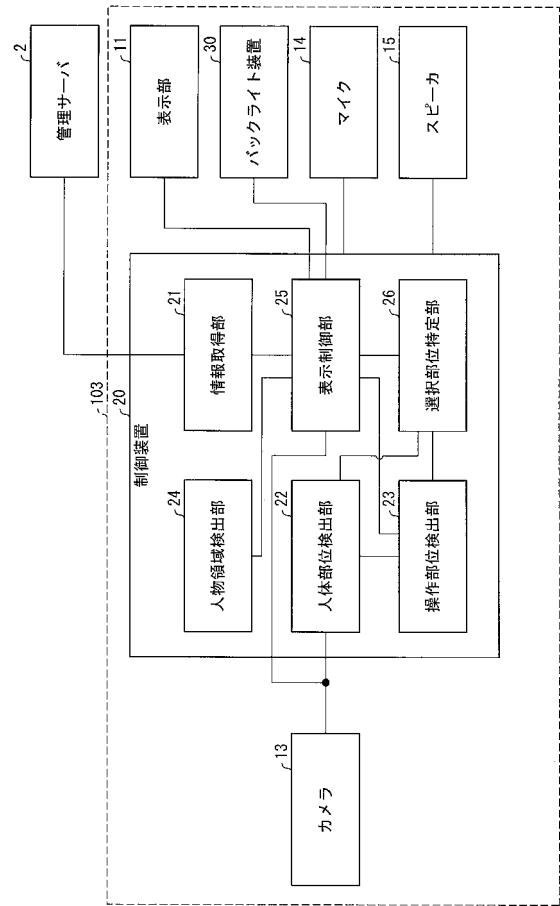 103
20
制御装置
13
カメラ
24
人物領域検出部
22
人体部位検出部
23
操作部位検出部
21
情報取得部
25
表示制御部
26
選択部位特定部
2
管理サーバ
11
表示部
30
バックライト装置
14
マイク
15
スピーカ